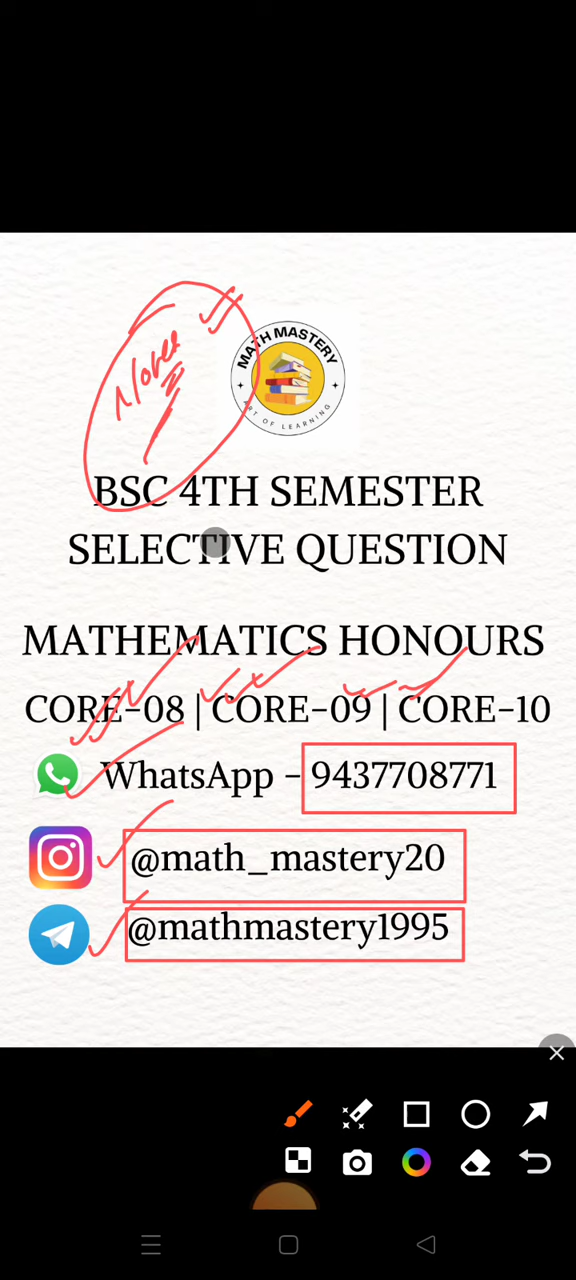 MATH MASTERY
ART OF LEARNING
BSC 4TH SEMESTER
SELECTIVE QUESTION
MATHEMATICS HONOURS
CORE-08 | CORE-09 | CORE-10
WhatsApp - 9437708771
@math_mastery20
@mathmastery1995